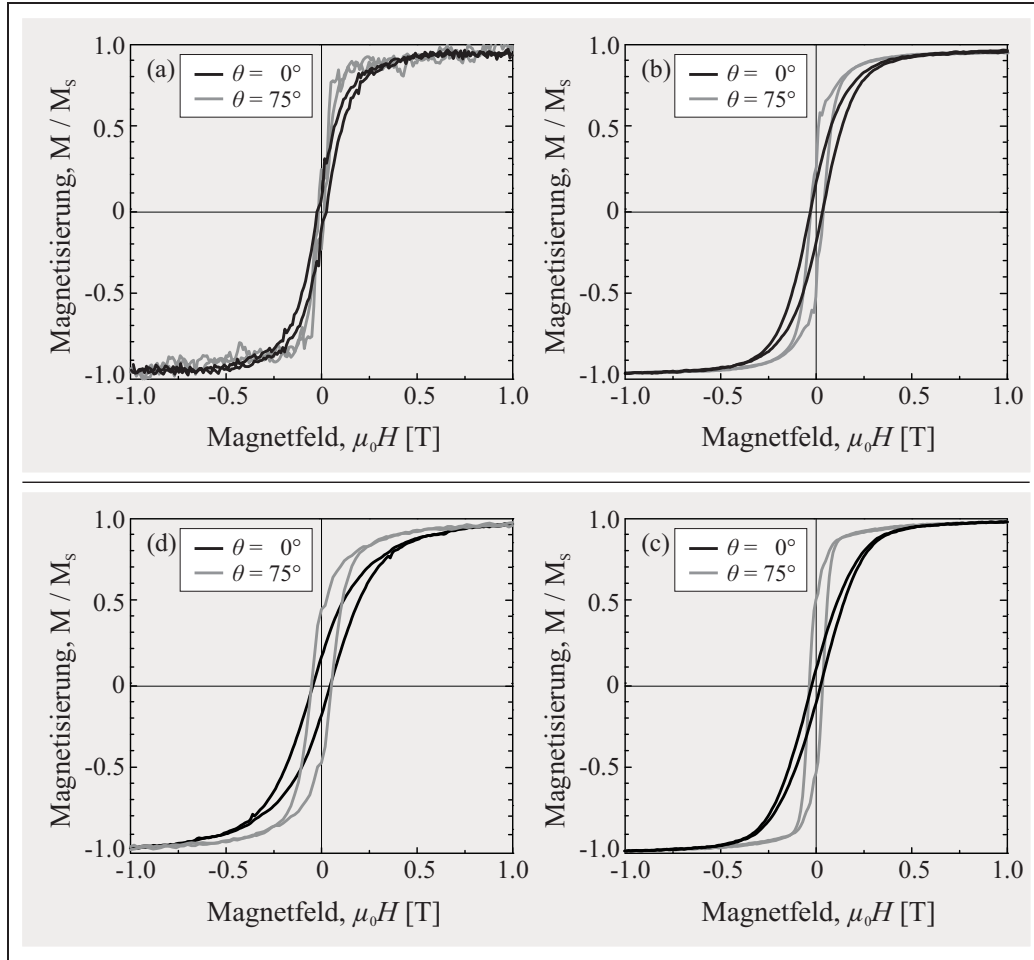 (a)
θ = 0°
θ = 75°
1.0
1.0
0.5
0
-0.5
-1.0
Magnetisierung, M / Ms
-1.0 -0.5 0 0.5 1.0
Magnetfeld, μ₀H [T]
(b)
θ = 0°
θ = 75°
1.0
1.0
0.5
0
-0.5
-1.0
Magnetisierung, M / Ms
-1.0 -0.5 0 0.5 1.0
Magnetfeld, μ₀H [T]
(d)
θ = 0°
θ = 75°
1.0
0.5
0
-0.5
-1.0
Magnetisierung, M / Ms
-1.0 -0.5 0 0.5 1.0
Magnetfeld, μ₀H [T]
(c)
θ = 0°
θ = 75°
1.0
0.5
0
-0.5
-1.0
Magnetisierung, M / Ms
-1.0 -0.5 0 0.5 1.0
Magnetfeld, μ₀H [T]